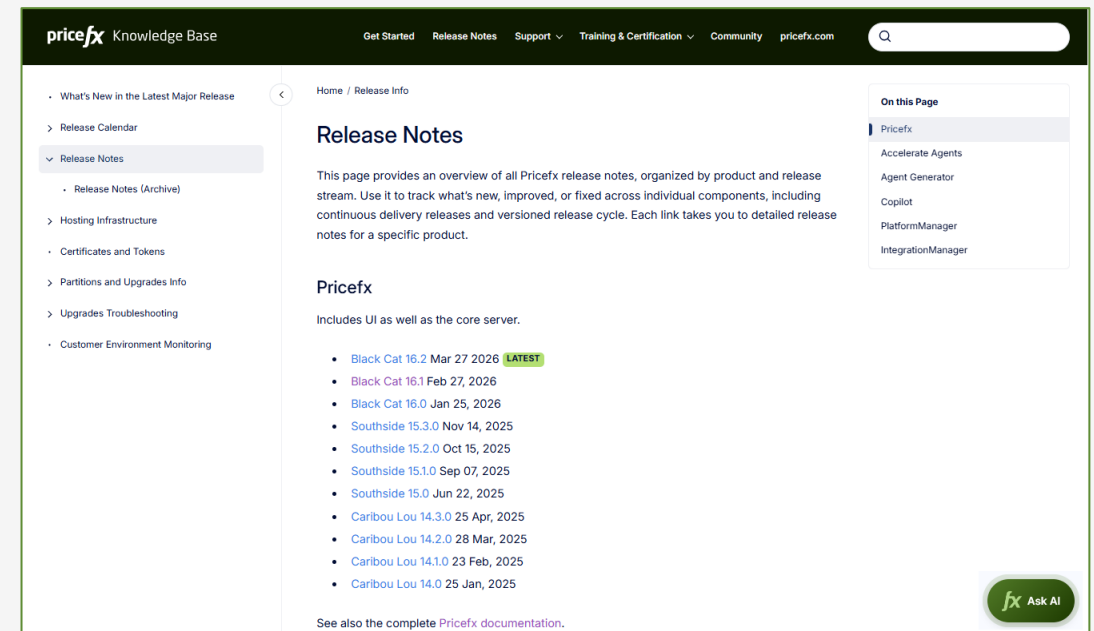 pricefx Knowledge Base
Get Started Release Notes Support Training & Certification Community pricefx.com
What's New in the Latest Major Release
Release Calendar
Release Notes
Release Notes (Archive)
Hosting Infrastructure
Certificates and Tokens
Partitions and Upgrades Info
Upgrades Troubleshooting
Customer Environment Monitoring
Home / Release Info
Release Notes
This page provides an overview of all Pricefx release notes, organized by product and release
stream. Use it to track what's new, improved, or fixed across individual components, including
continuous delivery releases and versioned release cycle. Each link takes you to detailed release
notes for a specific product.
Pricefx
Includes UI as well as the core server.
Black Cat 16.2 Mar 27 2026 LATEST
Black Cat 16.1 Feb 27, 2026
Black Cat 16.0 Jan 25, 2026
Southside 15.3.0 Nov 14, 2025
Southside 15.2.0 Oct 15, 2025
Southside 15.1.0 Sep 07, 2025
Southside 15.0 Jun 22, 2025
Caribou Lou 14.3.0 25 Apr, 2025
Caribou Lou 14.2.0 28 Mar, 2025
Caribou Lou 14.1.0 23 Feb, 2025
Caribou Lou 14.0 25 Jan, 2025
See also the complete Pricefx documentation.
On this Page
Pricefx
Accelerate Agents
Agent Generator
Copilot
PlatformManager
IntegrationManager
fx Ask AI